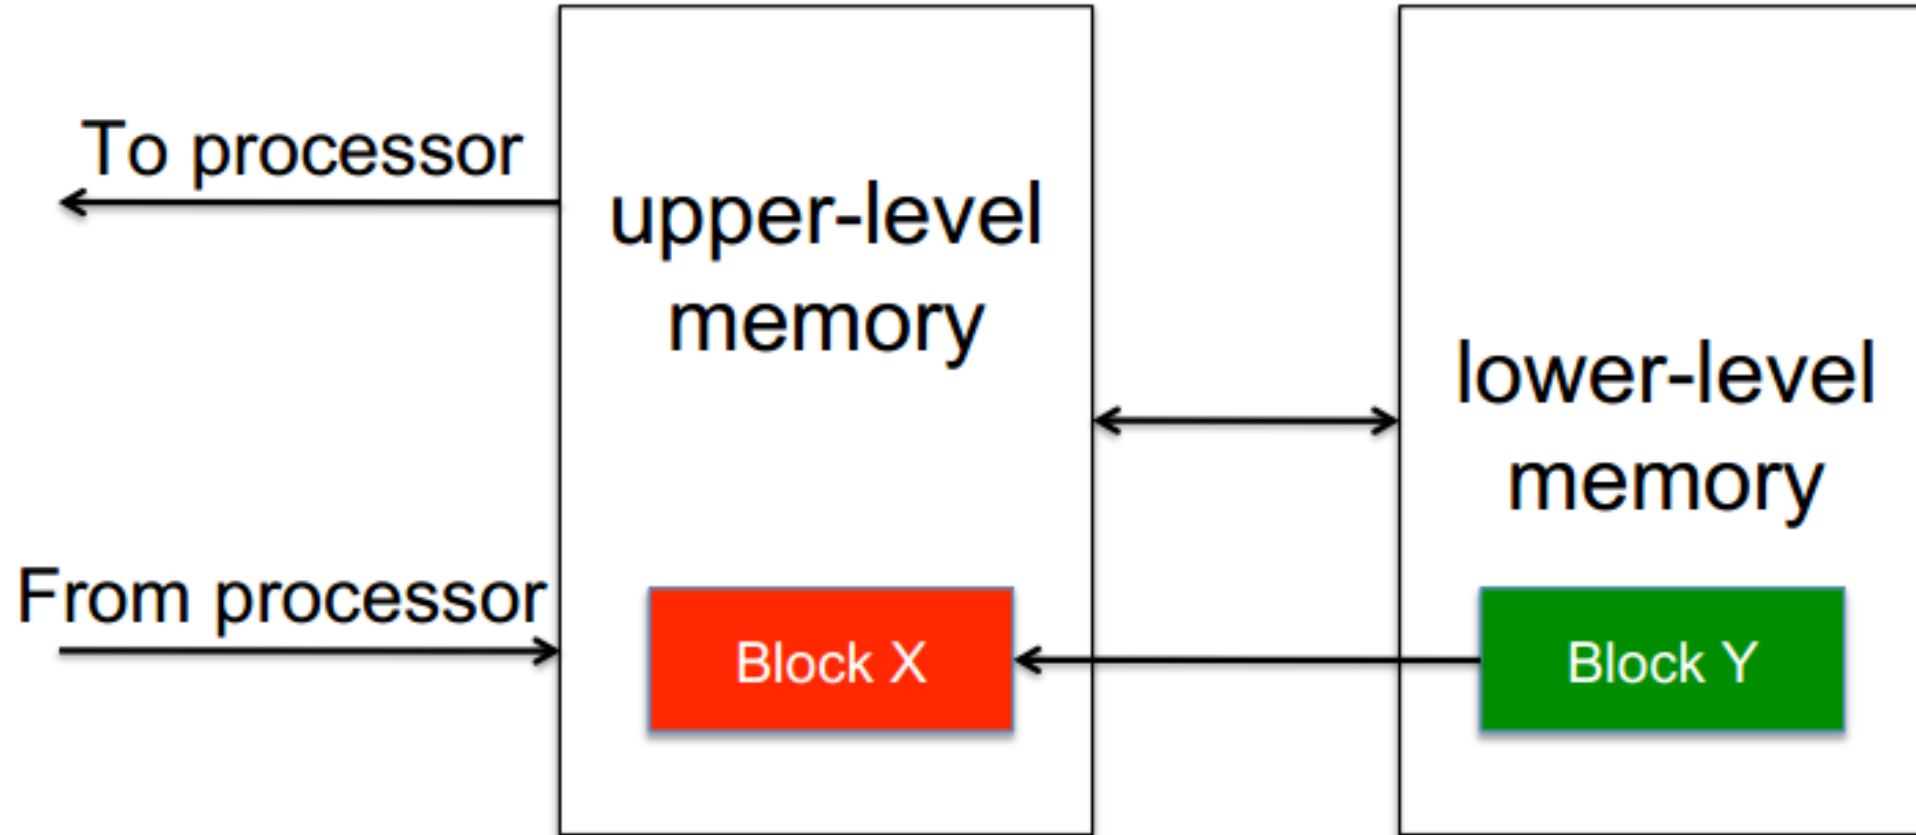 To processor
upper-level
memory
lower-level
memory
From processor
Block X
Block Y